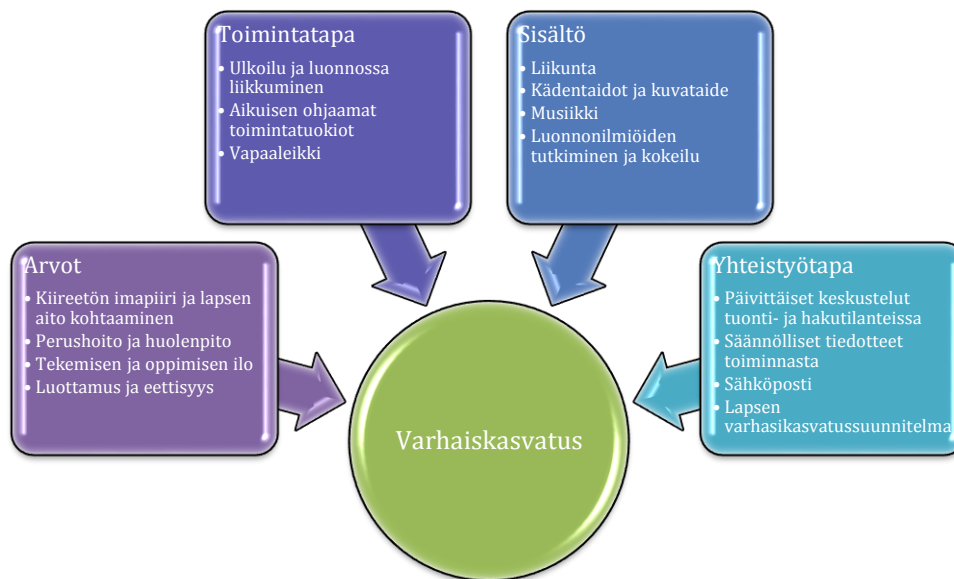 Toimintatapa
• Ulkoilu ja luonnossa
liikkuminen
• Aikuisen ohjaamat
toimintatuokiot
• Vapaaleikki
Sisältö
• Liikunta
• Kädentaidot ja kuvataide
• Musiikki
• Luonnonilmiöiden
tutkiminen ja kokeilu
Arvot
• Kiireetön imapiiri ja lapsen
aito kohtaaminen
• Perushoito ja huolenpito
• Tekemisen ja oppimisen ilo
• Luottamus ja eettisyys
Yhteistyötapa
• Päivittäiset keskustelut
tuonti- ja hakutilanteissa
• Säännölliset tiedotteet
toiminnasta
• Sähköposti
• Lapsen
varhasikasvatussuunnitelma
Varhaiskasvatus